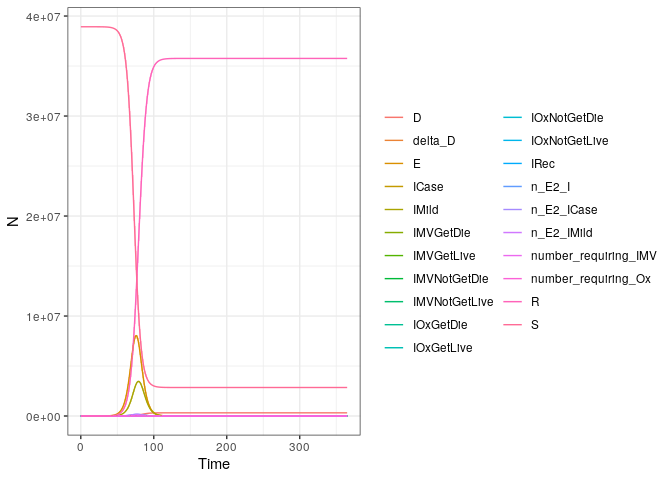 4e+07
3e+07
2e+07
1e+07
0e+00
N
0 100 200 300
Time
D
delta_D
E
ICase
IMild
IMVGetDie
IMVGetLive
IMVNotGetDie
IMVNotGetLive
IOxGetDie
IOxGetLive
IOxNotGetDie
IOxNotGetLive
IRec
n_E2_I
n_E2_ICase
n_E2_IMild
number_requiring_IMV
number_requiring_Ox
R
S